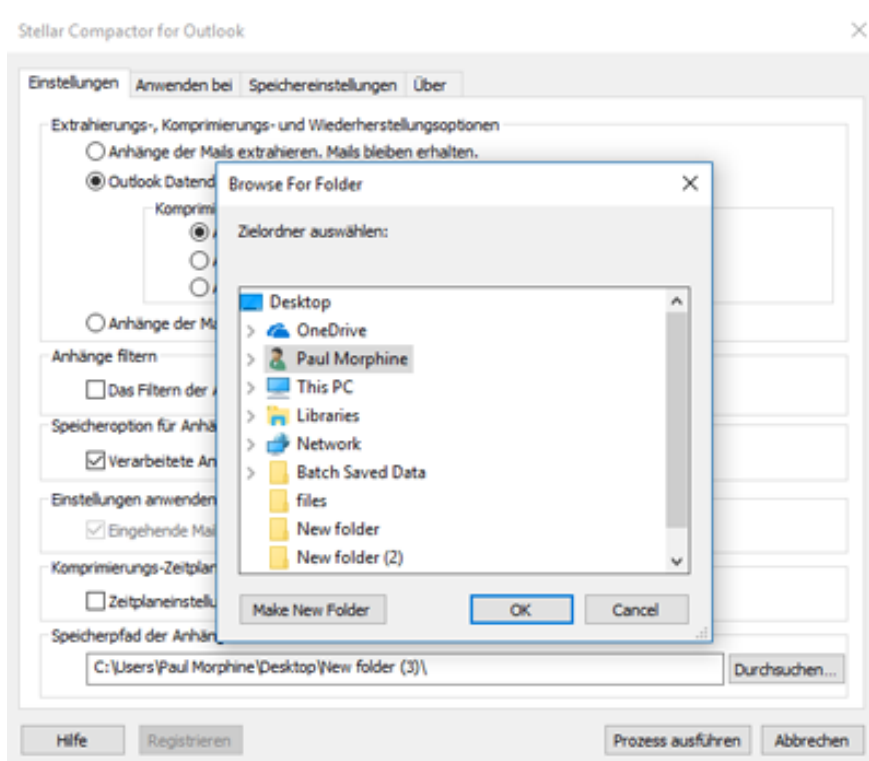 Stellar Compactor for Outlook
Einstellungen Anwenden bei Speichereinstellungen Über
Extrahierungs-, Komprimierungs- und Wiederherstellungsoptionen
Anhänge der Mails extrahieren. Mails bleiben erhalten.
Outlook Datend
Browse For Folder
Komprimi
Zielordner auswählen:
Desktop
OneDrive
Anhänge der Ma
Paul Morphine
Anhänge filtern
This PC
Das Filtern der
Libraries
Speicheroption für Anhä
Network
Verarbeitete An
Batch Saved Data
files
Einstellungen anwenden
New folder
Eingehende Mai
New folder (2)
Komprimierungs-Zeitplan
Zeitplaneinstellu
Make New Folder OK Cancel
Speicherpfad der Anhäng
C:\Users\Paul Morphine\Desktop\New folder (3)\ Durchsuchen...
Hilfe Registrieren Prozess ausführen Abbrechen